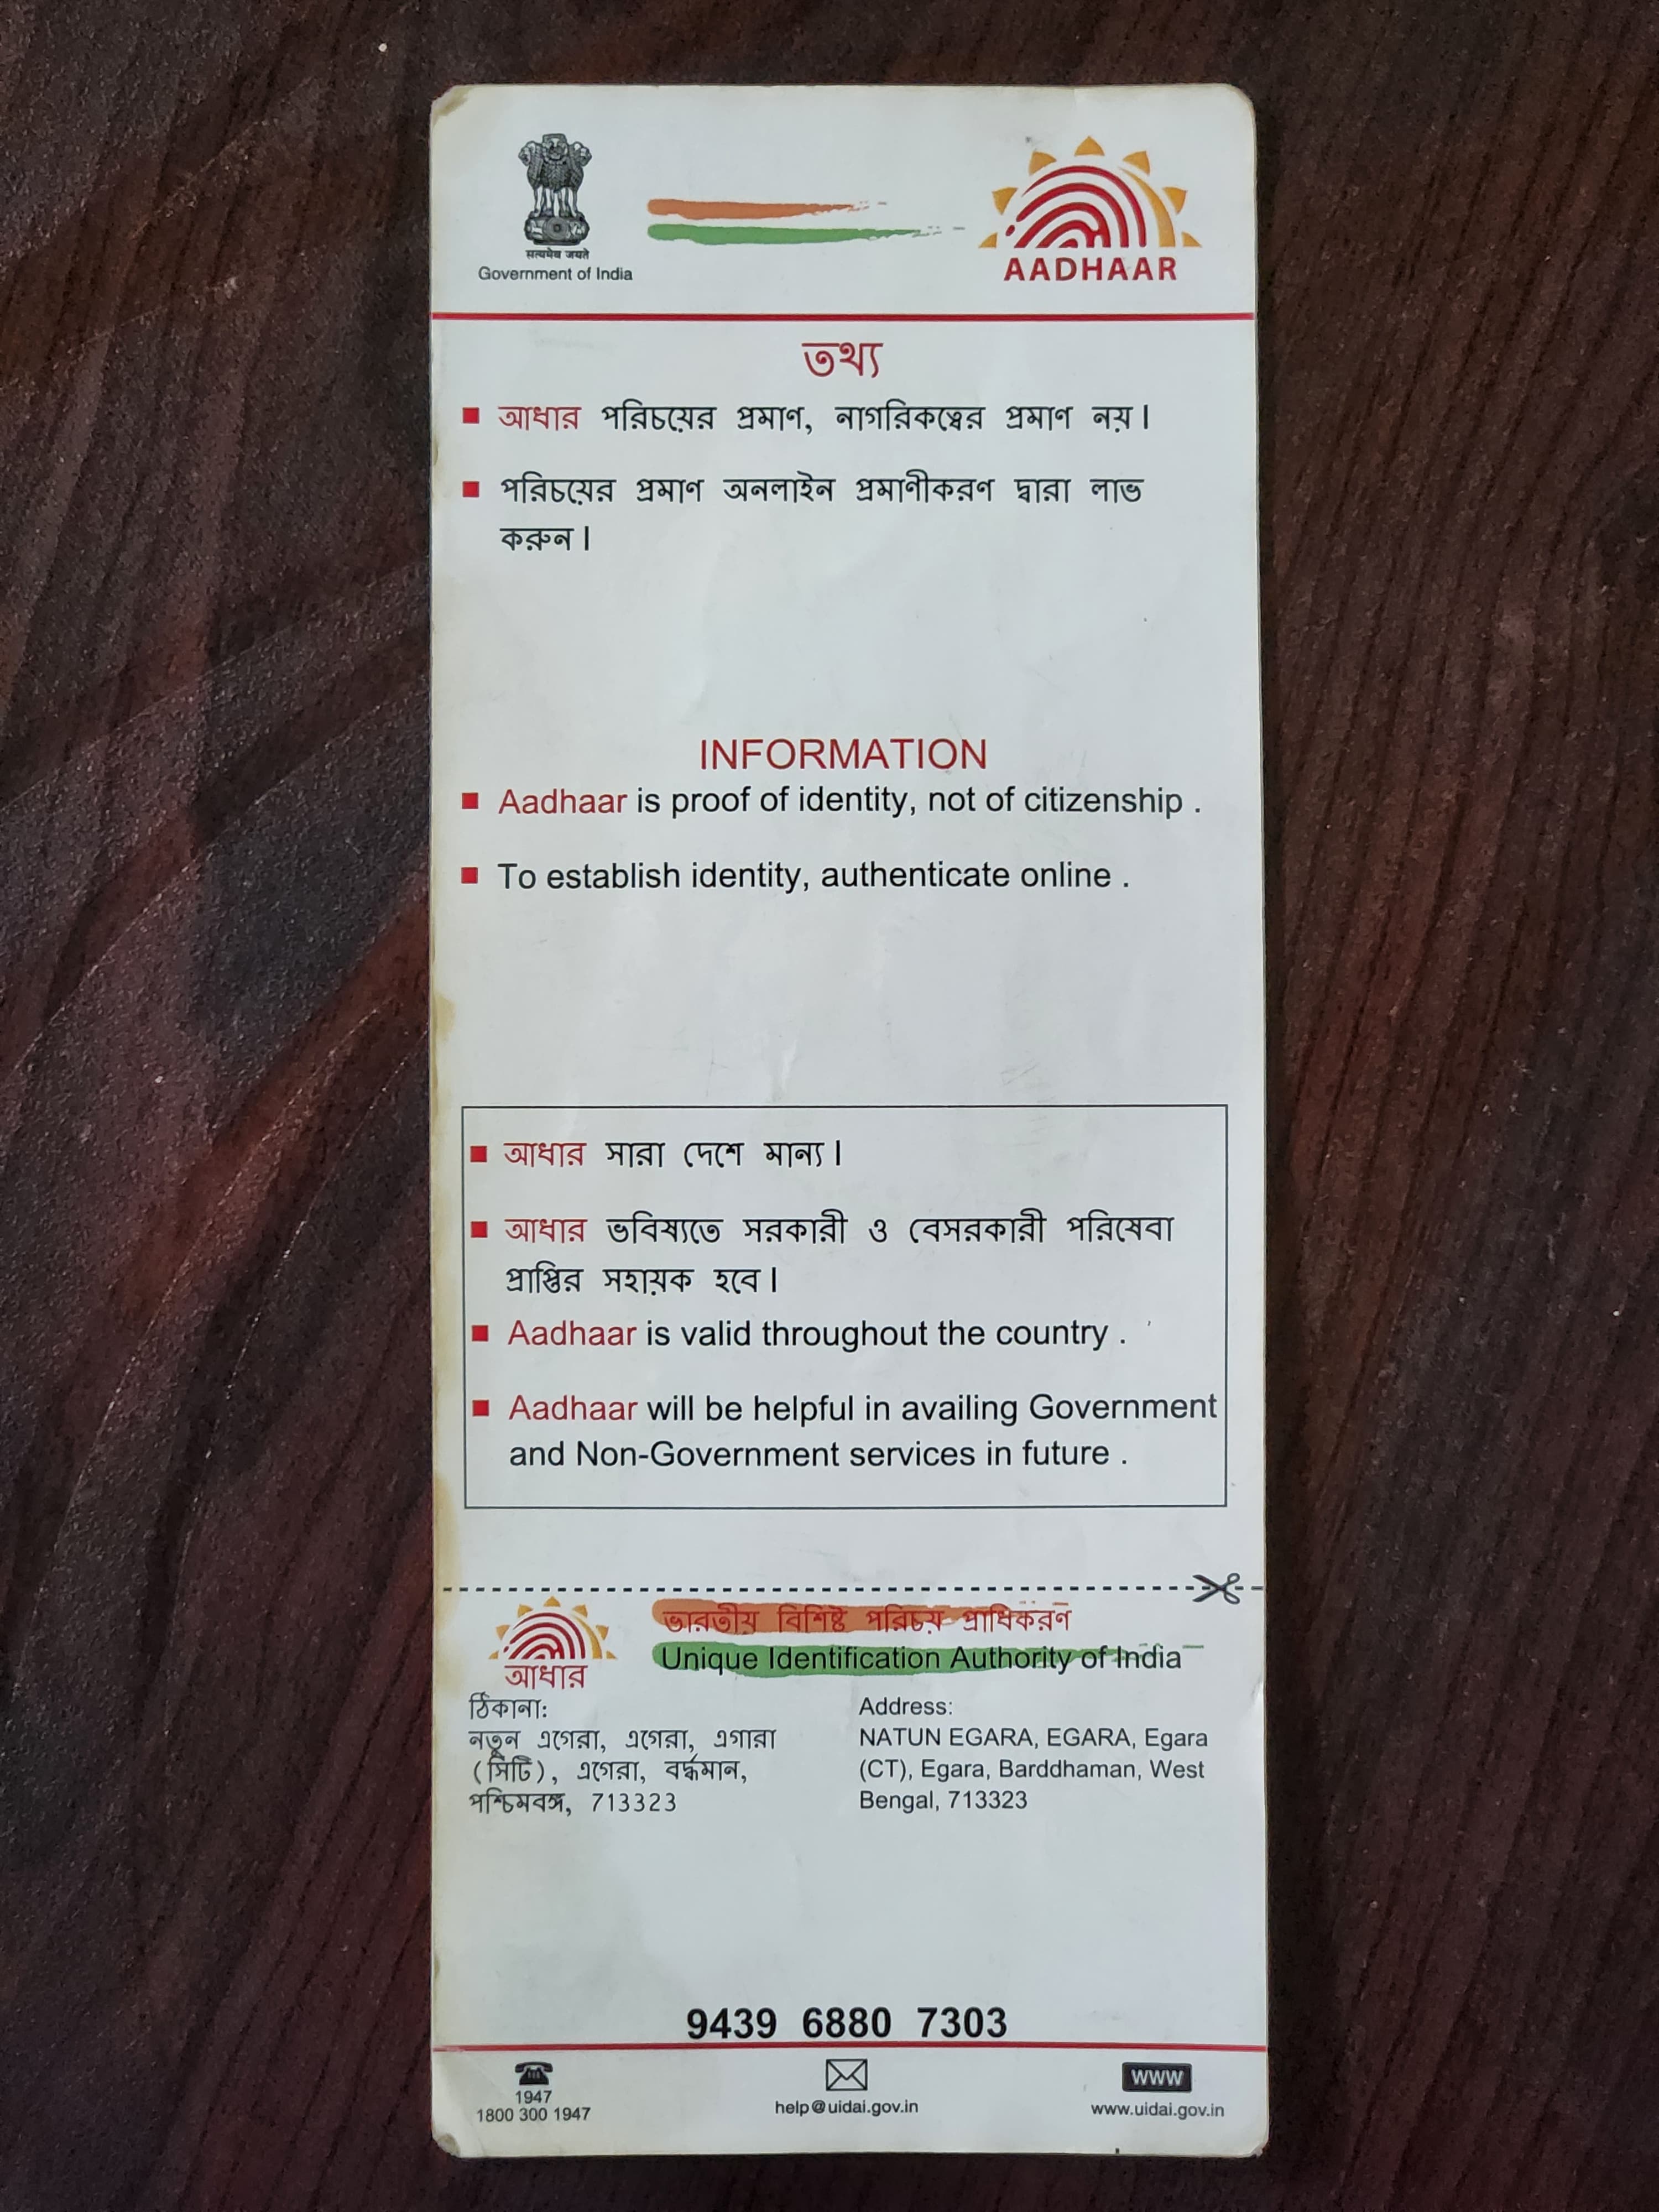 सत्यमेव जयते
Government of India
AADHAAR
তথ্য
আধার পরিচয়ের প্রমাণ, নাগরিকত্বের প্রমাণ নয়।
পরিচয়ের প্রমাণ অনলাইন প্রমাণীকরণ দ্বারা লাভ
করুন।
INFORMATION
Aadhaar is proof of identity, not of citizenship .
To establish identity, authenticate online .
আধার সারা দেশে মান্য।
আধার ভবিষ্যতে সরকারী ও বেসরকারী পরিষেবা
প্রাপ্তির সহায়ক হবে।
Aadhaar is valid throughout the country .
Aadhaar will be helpful in availing Government
and Non-Government services in future .
ভারতীয় বিশিষ্ট পরিচয় প্রাধিকরণ
Unique Identification Authority of India
আধার
ঠিকানা:
নতুন এগেরা, এগেরা, এগারা
(সিটি), এগেরা, বর্দ্ধমান,
পশ্চিমবঙ্গ, 713323
Address:
NATUN EGARA, EGARA, Egara
(CT), Egara, Barddhaman, West
Bengal, 713323
9439 6880 7303
1947
1800 300 1947
help@uidai.gov.in
www
www.uidai.gov.in